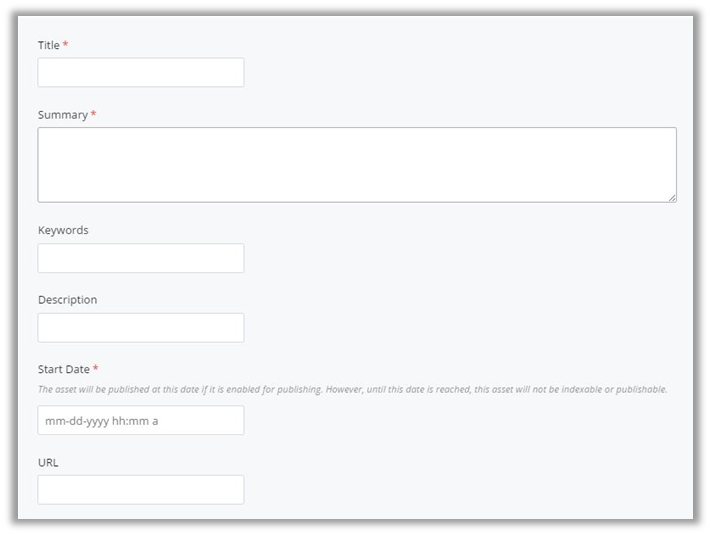 Title *
Summary *
Keywords
Description
Start Date *
The asset will be published at this date if it is enabled for publishing. However, until this date is reached, this asset will not be indexable or publishable.
mm-dd-yyyy hh:mm a
URL